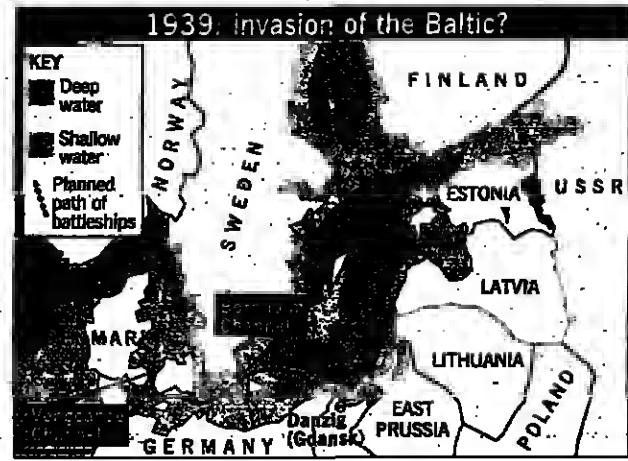 1939: Invasion of the Baltic?
KEY
Deep
water
Shallow
water
Planned
path of
battleships
NORWAY
SWEDEN
FINLAND
ESTONIA
USSR
LATVIA
MAR
LITHUANIA
Danzig
(Gdansk)
EAST
PRUSSIA
POLAND
GERMANY